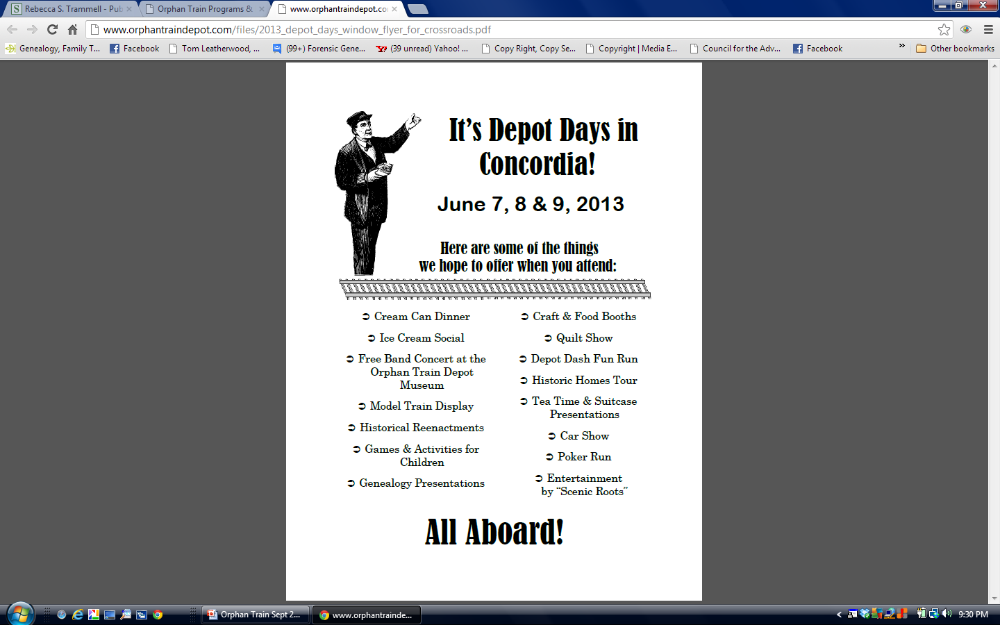 Rebecca S. Trammell - Pub
Orphan Train Programs &
www.orphantraindepot.co
www.orphantraindepot.com/files/2013_depot_days_window_flyer_for_crossroads.pdf
Genealogy, Family T...
Facebook
Tom Leatherwood, ...
(99+) Forensic Gene...
(39 unread) Yahoo! ...
Copy Right, Copy Se...
Copyright | Media E...
Council for the Adv...
Facebook
»
Other bookmarks
It's Depot Days in
Concordia!
June 7, 8 & 9, 2013
Here are some of the things
we hope to offer when you attend:
➲ Cream Can Dinner
➲ Ice Cream Social
➲ Free Band Concert at the
Orphan Train Depot
Museum
➲ Model Train Display
➲ Historical Reenactments
➲ Games & Activities for
Children
➲ Genealogy Presentations
➲ Craft & Food Booths
➲ Quilt Show
➲ Depot Dash Fun Run
➲ Historic Homes Tour
➲ Tea Time & Suitcase
Presentations
➲ Car Show
➲ Poker Run
➲ Entertainment
by “Scenic Roots”
All Aboard!
Orphan Train Sept 2...
www.orphantrainde...
9:30 PM